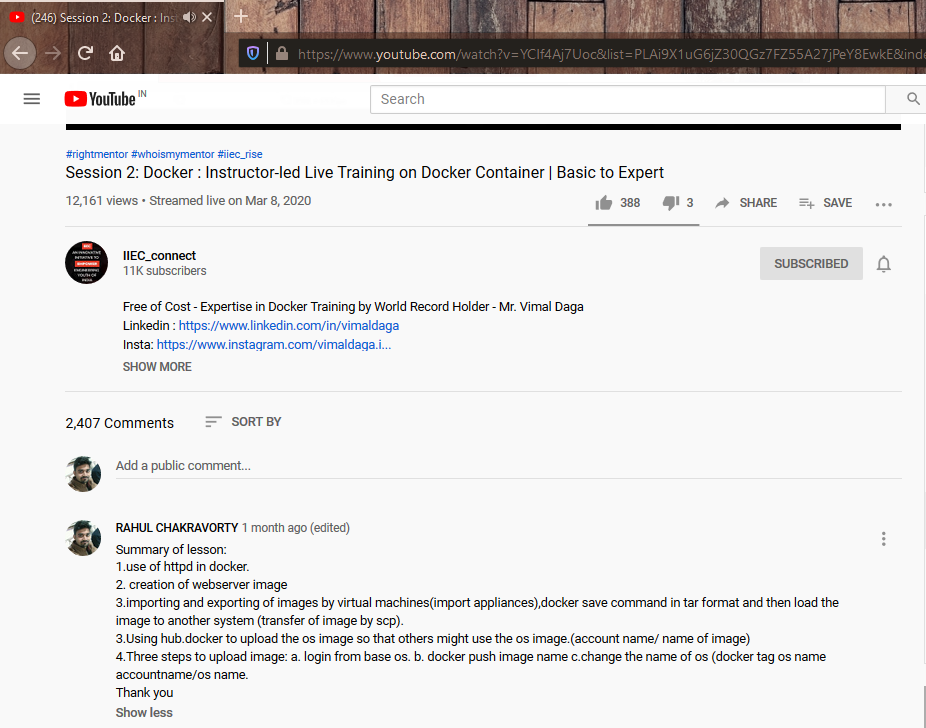 (246) Session 2: Docker : Inst
https://www.youtube.com/watch?v=YCIf4Aj7Uoc&list=PLAi9X1uG6jZ30QGz7FZ55A27jPeY8EwkE&inde
YouTube IN
Search
#rightmentor #whoismymentor #iiec_rise
Session 2: Docker : Instructor-led Live Training on Docker Container | Basic to Expert
12,161 views • Streamed live on Mar 8, 2020
388 3 SHARE SAVE
IIEC_connect
11K subscribers
SUBSCRIBED
Free of Cost - Expertise in Docker Training by World Record Holder - Mr. Vimal Daga
Linkedin : https://www.linkedin.com/in/vimaldaga
Insta: https://www.instagram.com/vimaldaga.i...
SHOW MORE
2,407 Comments SORT BY
Add a public comment...
RAHUL CHAKRAVORTY 1 month ago (edited)
Summary of lesson:
1.use of httpd in docker.
2. creation of webserver image
3.importing and exporting of images by virtual machines(import appliances),docker save command in tar format and then load the
image to another system (transfer of image by scp).
3.Using hub.docker to upload the os image so that others might use the os image.(account name/ name of image)
4.Three steps to upload image: a. login from base os. b. docker push image name c.change the name of os (docker tag os name
accountname/os name.
Thank you
Show less